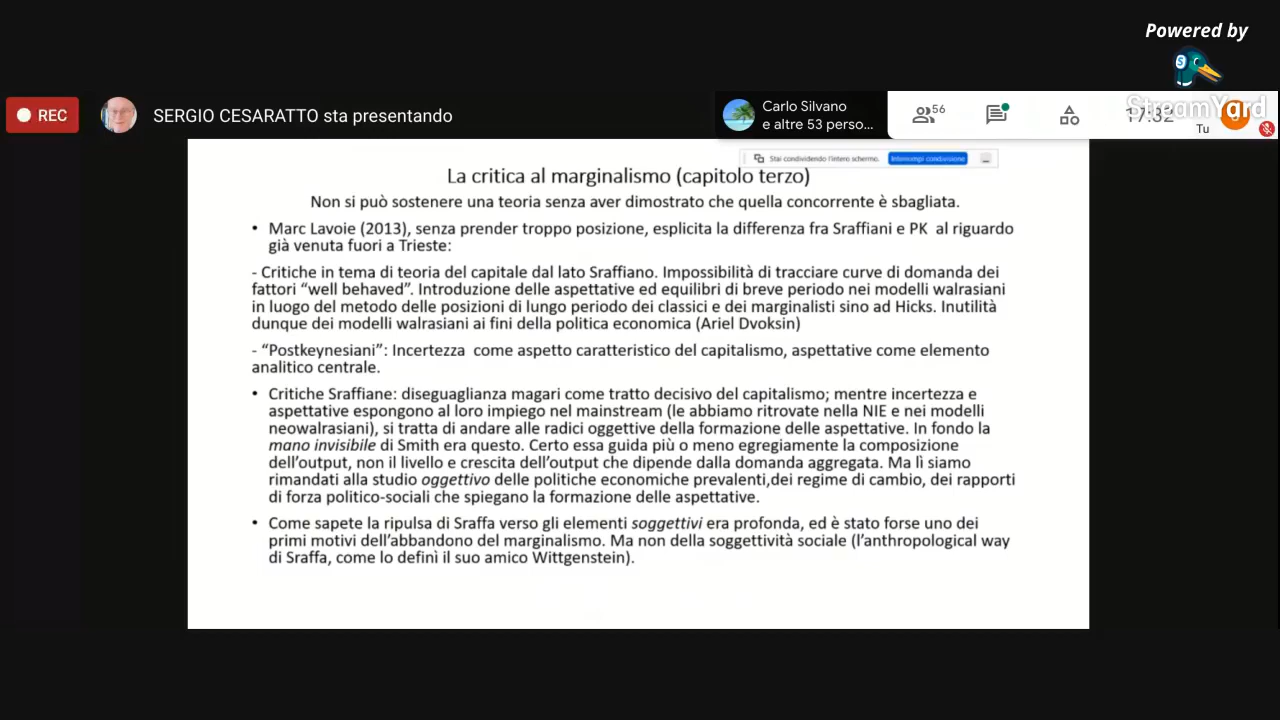 Powered by
StreamYard
REC
SERGIO CESARATTO sta presentando
Carlo Silvano
e altre 53 perso...
56
17:32
Tu
Stai condividendo l'intero schermo.
Interrompi condivisione
La critica al marginalismo (capitolo terzo)
Non si può sostenere una teoria senza aver dimostrato che quella concorrente è sbagliata.
• Marc Lavoie (2013), senza prender troppo posizione, esplicita la differenza fra Sraffiani e PK al riguardo
già venuta fuori a Trieste:
- Critiche in tema di teoria del capitale dal lato Sraffiano. Impossibilità di tracciare curve di domanda dei
fattori “well behaved”. Introduzione delle aspettative ed equilibri di breve periodo nei modelli walrasiani
in luogo del metodo delle posizioni di lungo periodo dei classici e dei marginalisti sino ad Hicks. Inutilità
dunque dei modelli walrasiani ai fini della politica economica (Ariel Dvoksin)
- “Postkeynesiani”: Incertezza come aspetto caratteristico del capitalismo, aspettative come elemento
analitico centrale.
• Critiche Sraffiane: diseguaglianza magari come tratto decisivo del capitalismo; mentre incertezza e
aspettative espongono al loro impiego nel mainstream (le abbiamo ritrovate nella NIE e nei modelli
neowalrasiani), si tratta di andare alle radici oggettive della formazione delle aspettative. In fondo la
mano invisibile di Smith era questo. Certo essa guida più o meno egregiamente la composizione
dell’output, non il livello e crescita dell’output che dipende dalla domanda aggregata. Ma lì siamo
rimandati alla studio oggettivo delle politiche economiche prevalenti,dei regime di cambio, dei rapporti
di forza politico-sociali che spiegano la formazione delle aspettative.
• Come sapete la ripulsa di Sraffa verso gli elementi soggettivi era profonda, ed è stato forse uno dei
primi motivi dell’abbandono del marginalismo. Ma non della soggettività sociale (l’anthropological way
di Sraffa, come lo definì il suo amico Wittgenstein).